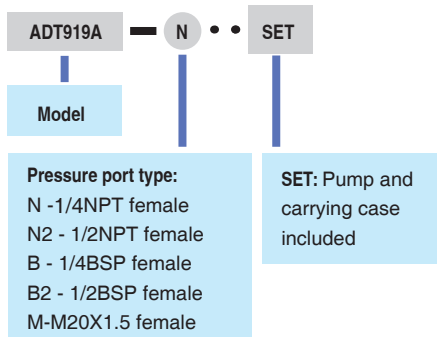 ADT919A — N • • SET
Model
Pressure port type:
N -1/4NPT female
N2 - 1/2NPT female
B - 1/4BSP female
B2 - 1/2BSP female
M-M20X1.5 female
SET: Pump and
carrying case
included